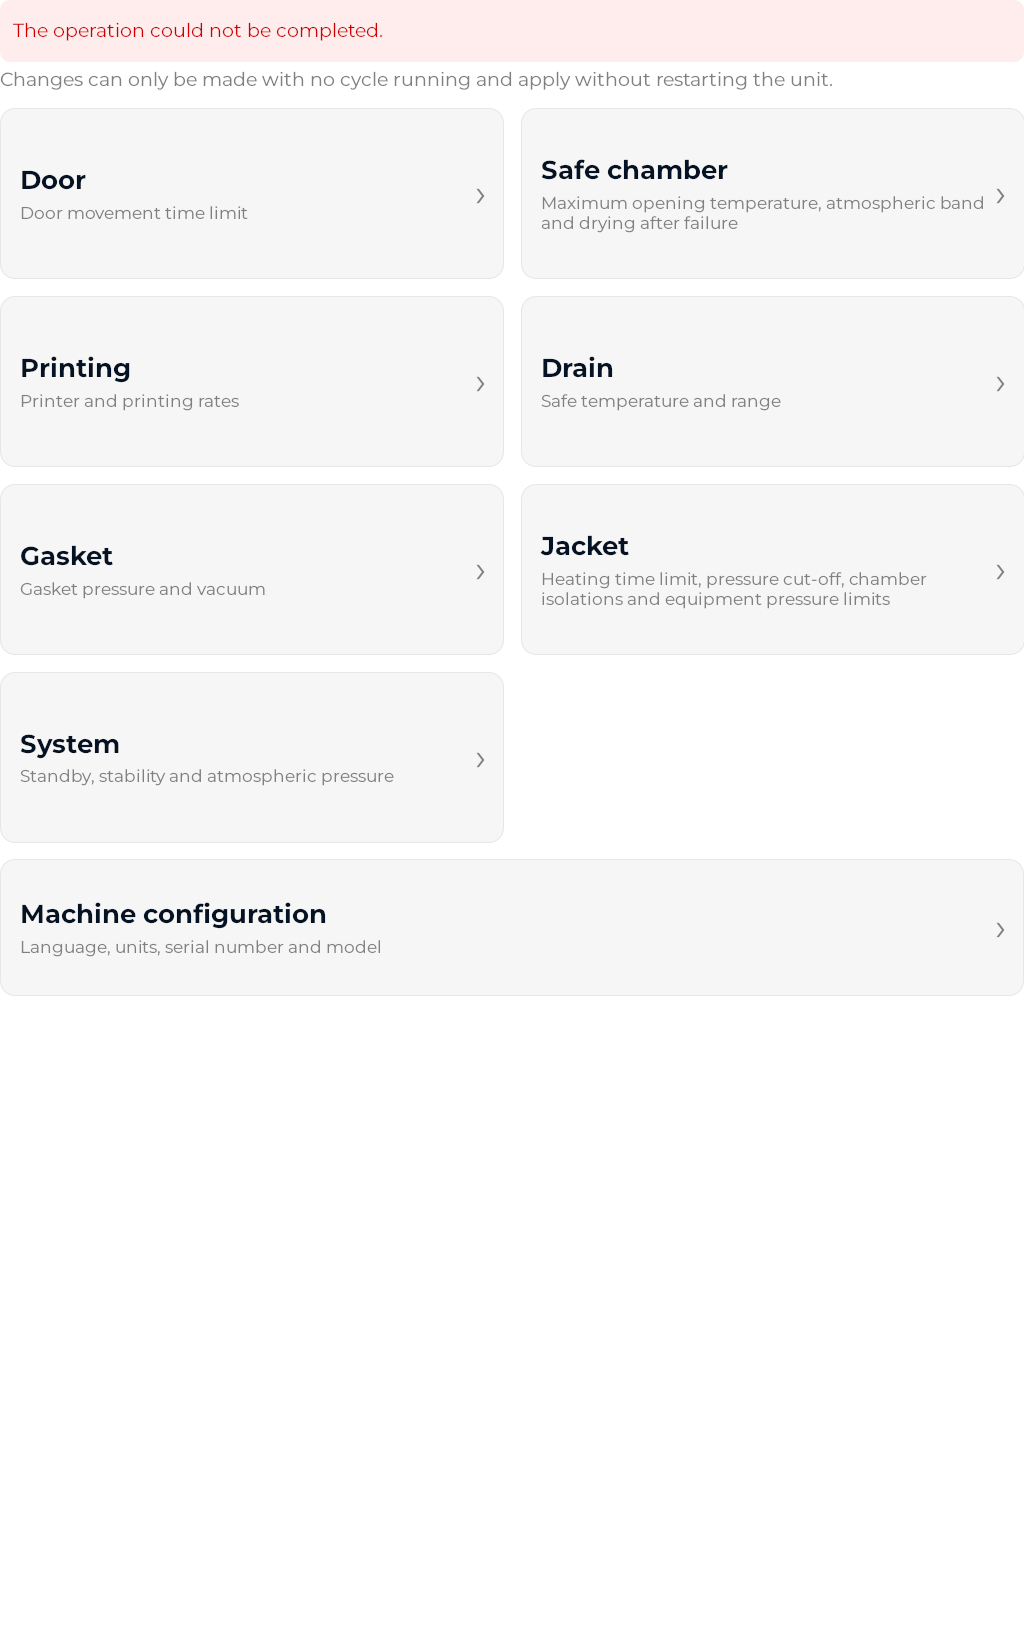 The operation could not be completed.
Changes can only be made with no cycle running and apply without restarting the unit.
Door
Door movement time limit
Safe chamber
Maximum opening temperature, atmospheric band
and drying after failure
Printing
Printer and printing rates
Drain
Safe temperature and range
Gasket
Gasket pressure and vacuum
Jacket
Heating time limit, pressure cut-off, chamber
isolations and equipment pressure limits
System
Standby, stability and atmospheric pressure
Machine configuration
Language, units, serial number and model